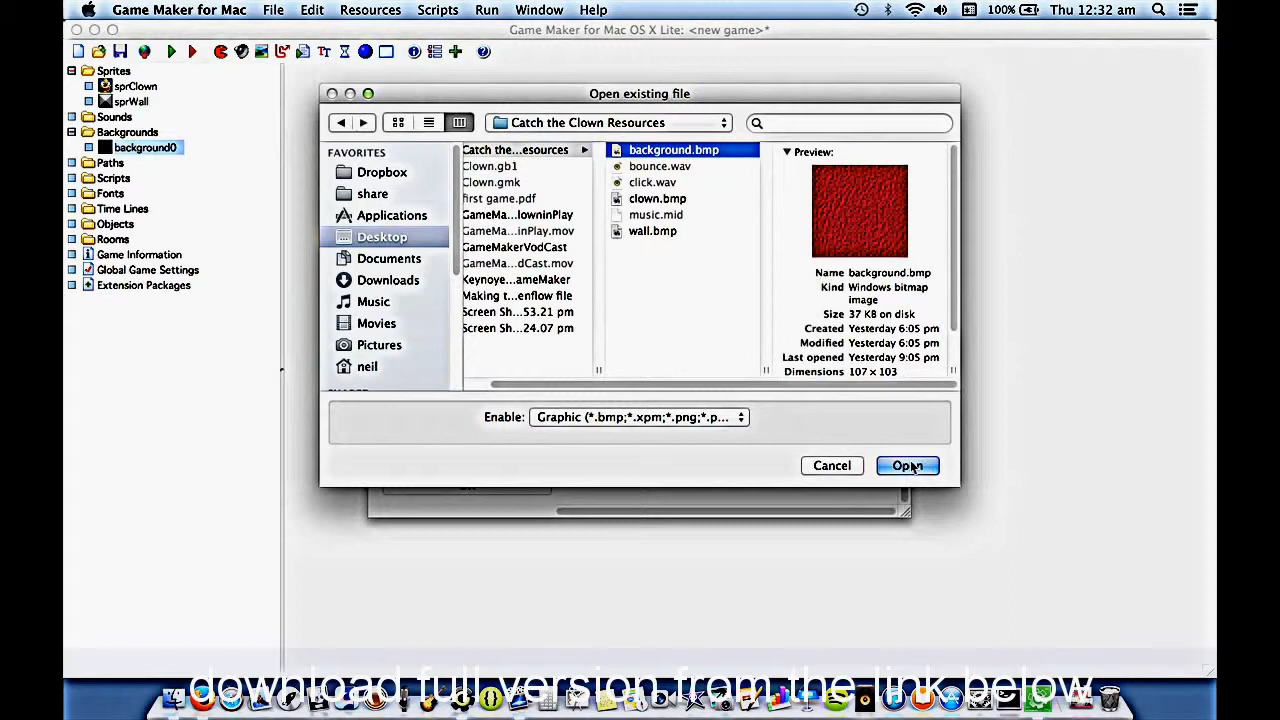 Game Maker for Mac File Edit Resources Scripts Run Window Help 100% Thu 12:32 am
Game Maker for Mac OS X Lite: <new game>*
Sprites
sprClown
sprWall
Sounds
Backgrounds
background0
Paths
Scripts
Fonts
Time Lines
Objects
Rooms
Game Information
Global Game Settings
Extension Packages
Open existing file
Catch the Clown Resources
FAVORITES
Dropbox
share
Applications
Desktop
Documents
Downloads
Music
Movies
Pictures
neil
Catch the...esources
Clown.gb1
Clown.gmk
first game.pdf
GameMa...lowninPlay
GameMa...inPlay.mov
GameMakerVodCast
GameMa...dCast.mov
Keynoye...ameMaker
Making t...enflow file
Screen Sh...53.21 pm
Screen Sh...24.07 pm
background.bmp
bounce.wav
click.wav
clown.bmp
music.mid
wall.bmp
Preview:
Name background.bmp
Kind Windows bitmap
image
Size 37 KB on disk
Created Yesterday 6:05 pm
Modified Yesterday 6:05 pm
Last opened Yesterday 9:05 pm
Dimensions 107 x 103
Enable: Graphic (*.bmp;*.xpm;*.png;*.p...
Cancel Open
download full version from the link below